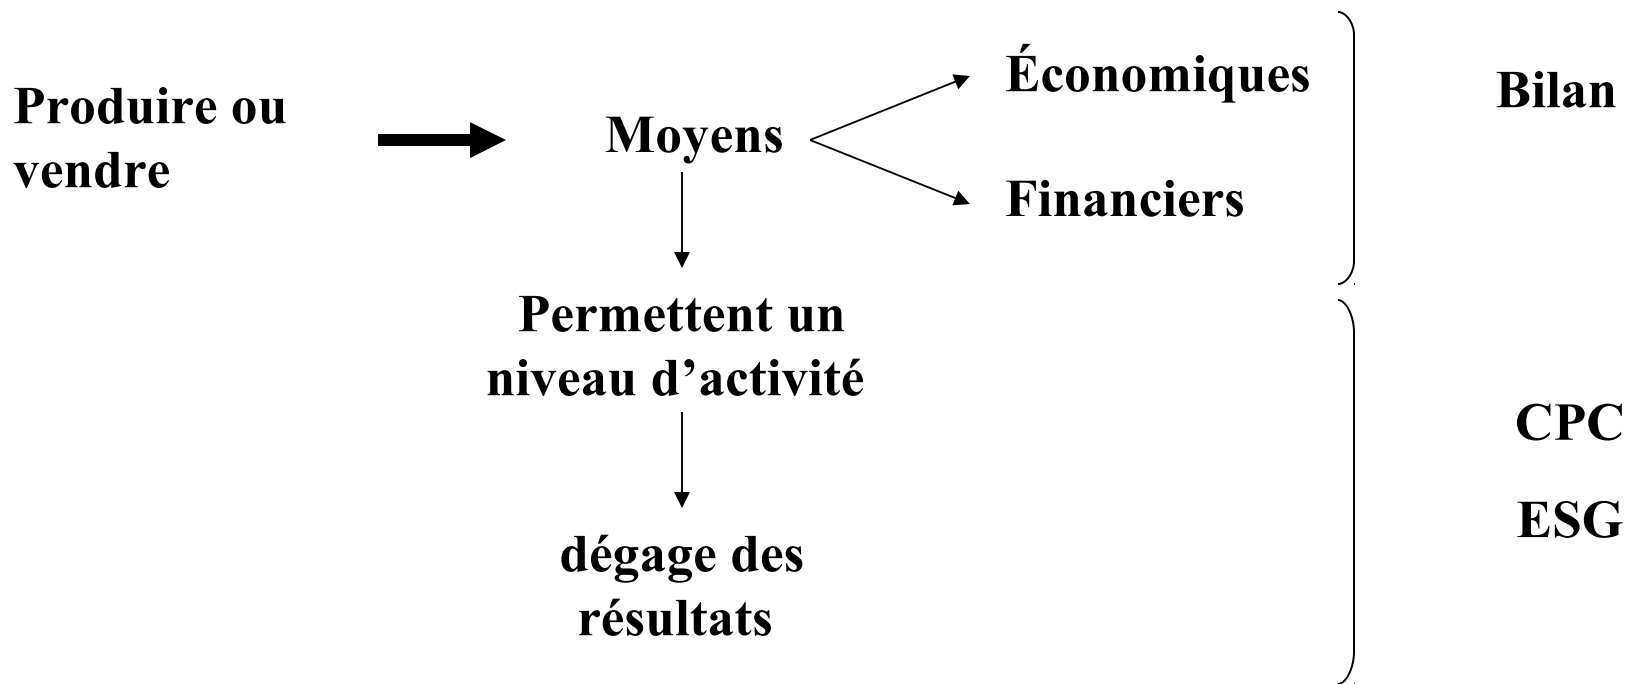 Produire ou
vendre
Moyens
Économiques
Financiers
Bilan
Permettent un
niveau d’activité
dégage des
résultats
CPC
ESG